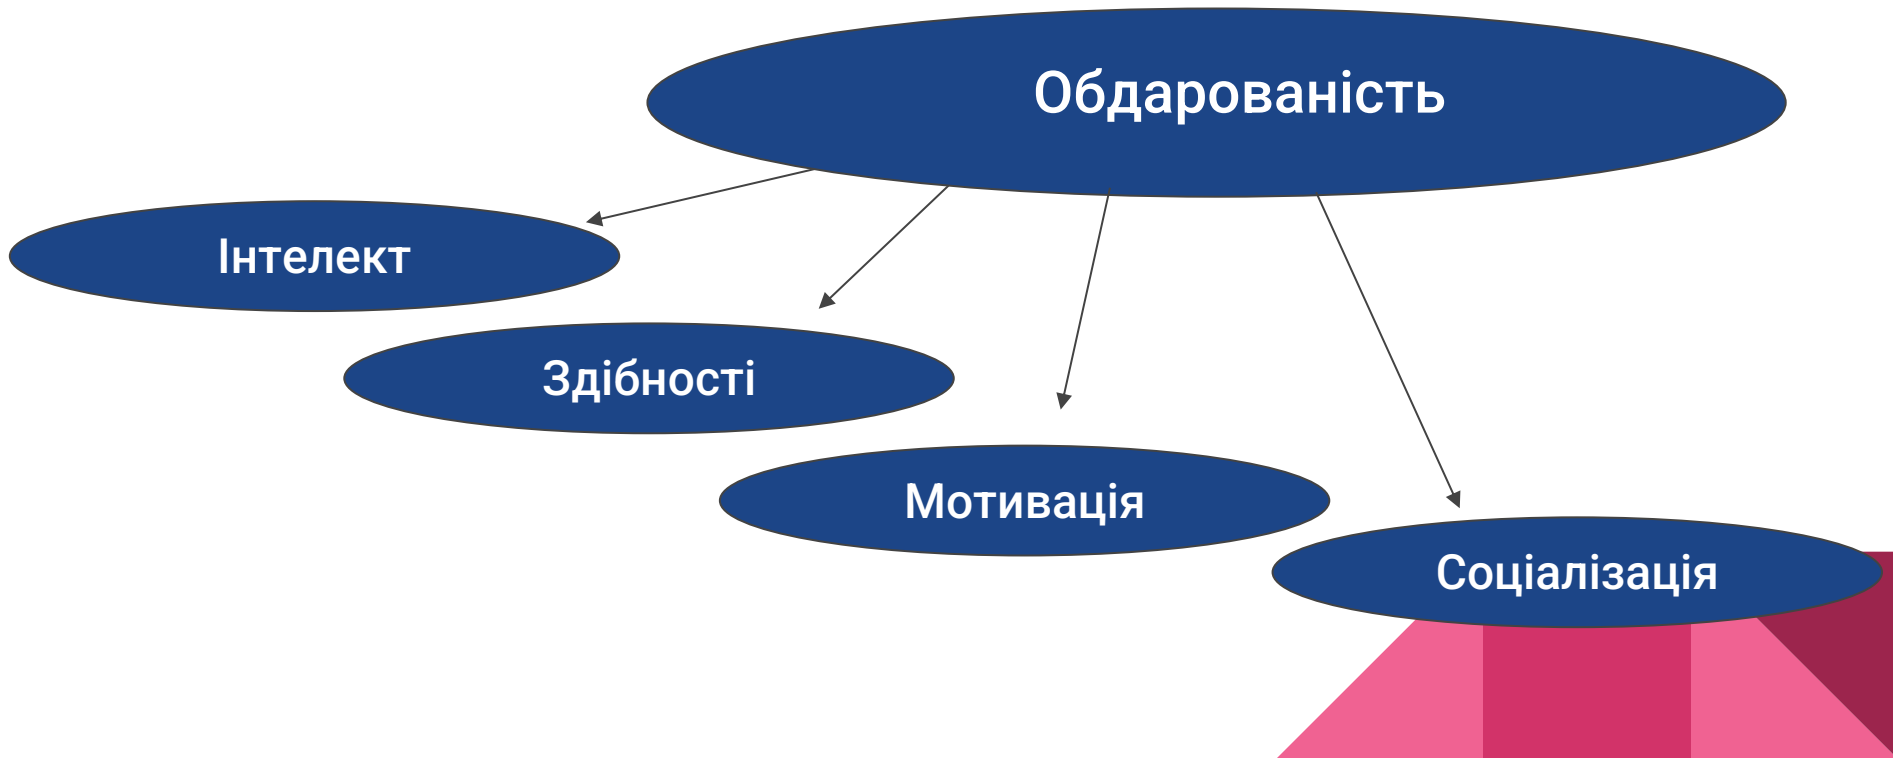 Обдарованість
Інтелект
Здібності
Мотивація
Соціалізація